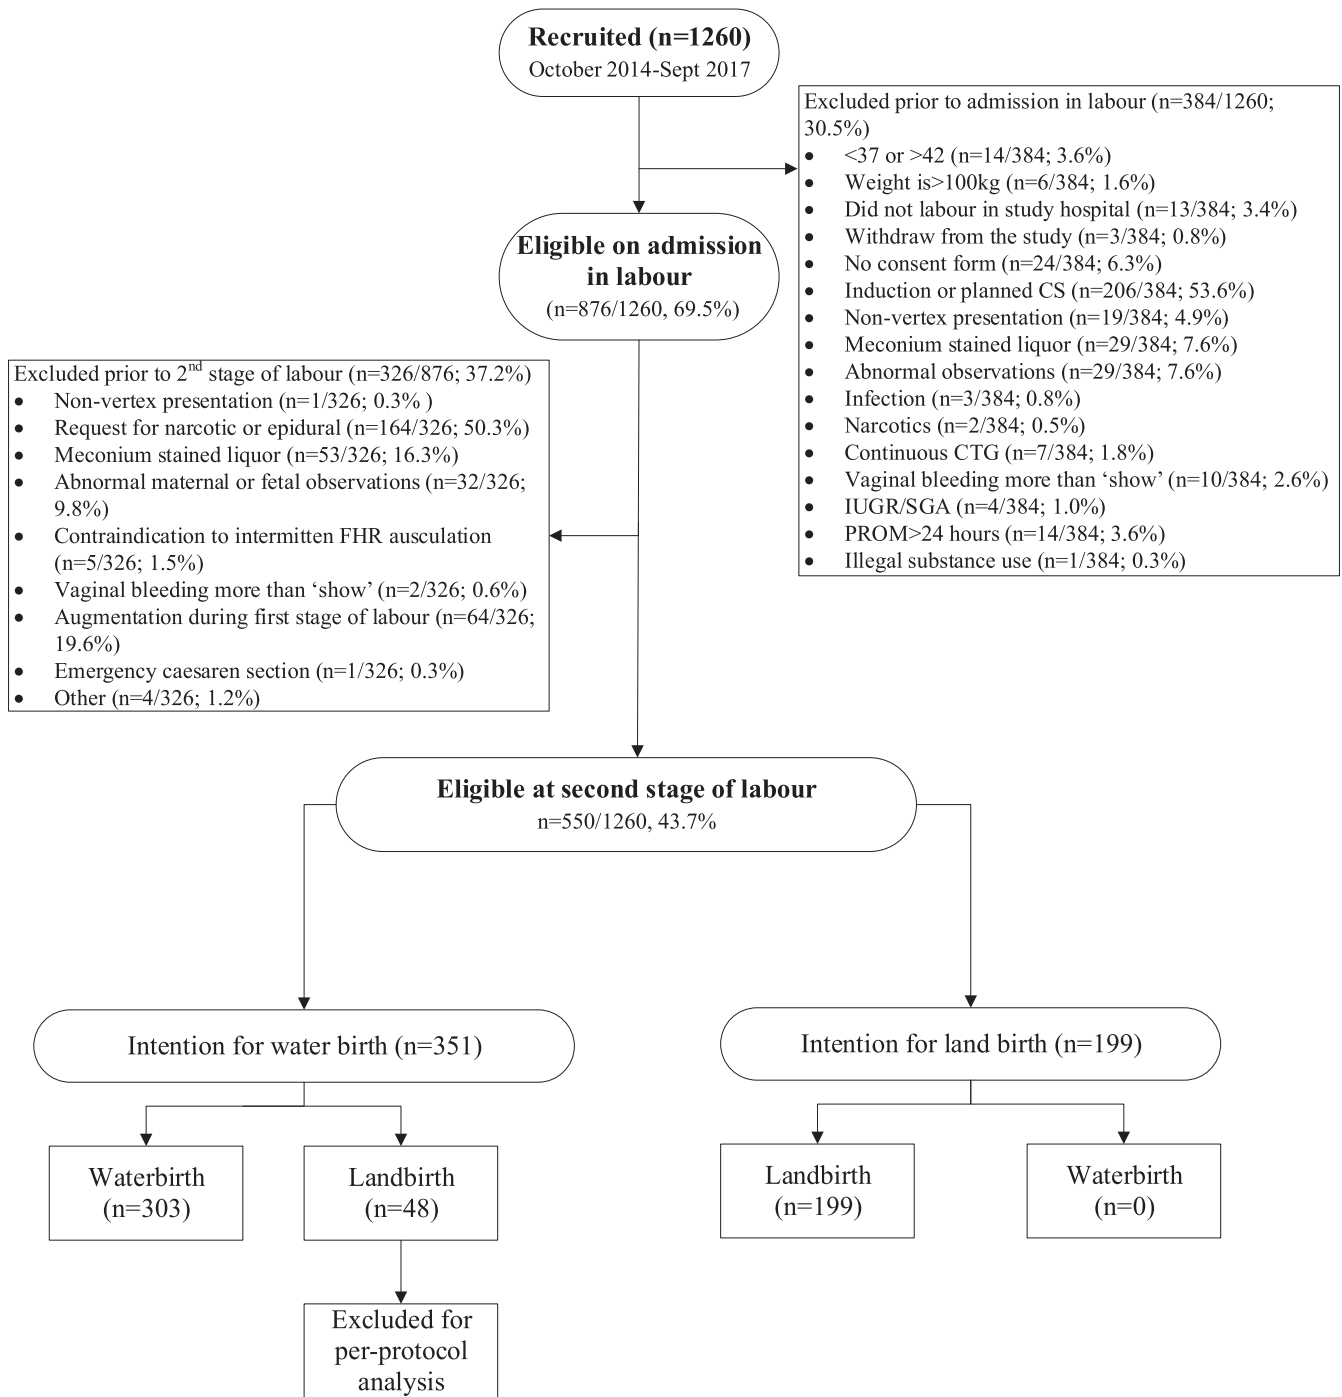 Recruited (n=1260)
October 2014-Sept 2017
Excluded prior to admission in labour (n=384/1260;
30.5%)
• <37 or >42 (n=14/384; 3.6%)
• Weight is>100kg (n=6/384; 1.6%)
• Did not labour in study hospital (n=13/384; 3.4%)
• Withdraw from the study (n=3/384; 0.8%)
• No consent form (n=24/384; 6.3%)
• Induction or planned CS (n=206/384; 53.6%)
• Non-vertex presentation (n=19/384; 4.9%)
• Meconium stained liquor (n=29/384; 7.6%)
• Abnormal observations (n=29/384; 7.6%)
• Infection (n=3/384; 0.8%)
• Narcotics (n=2/384; 0.5%)
• Continuous CTG (n=7/384; 1.8%)
• Vaginal bleeding more than ‘show’ (n=10/384; 2.6%)
• IUGR/SGA (n=4/384; 1.0%)
• PROM>24 hours (n=14/384; 3.6%)
• Illegal substance use (n=1/384; 0.3%)
Eligible on admission
in labour
(n=876/1260, 69.5%)
Excluded prior to 2nd stage of labour (n=326/876; 37.2%)
• Non-vertex presentation (n=1/326; 0.3% )
• Request for narcotic or epidural (n=164/326; 50.3%)
• Meconium stained liquor (n=53/326; 16.3%)
• Abnormal maternal or fetal observations (n=32/326;
9.8%)
• Contraindication to intermitten FHR ausculation
(n=5/326; 1.5%)
• Vaginal bleeding more than ‘show’ (n=2/326; 0.6%)
• Augmentation during first stage of labour (n=64/326;
19.6%)
• Emergency caesaren section (n=1/326; 0.3%)
• Other (n=4/326; 1.2%)
Eligible at second stage of labour
n=550/1260, 43.7%
Intention for water birth (n=351)
Intention for land birth (n=199)
Waterbirth
(n=303)
Landbirth
(n=48)
Landbirth
(n=199)
Waterbirth
(n=0)
Excluded for
per-protocol
analysis